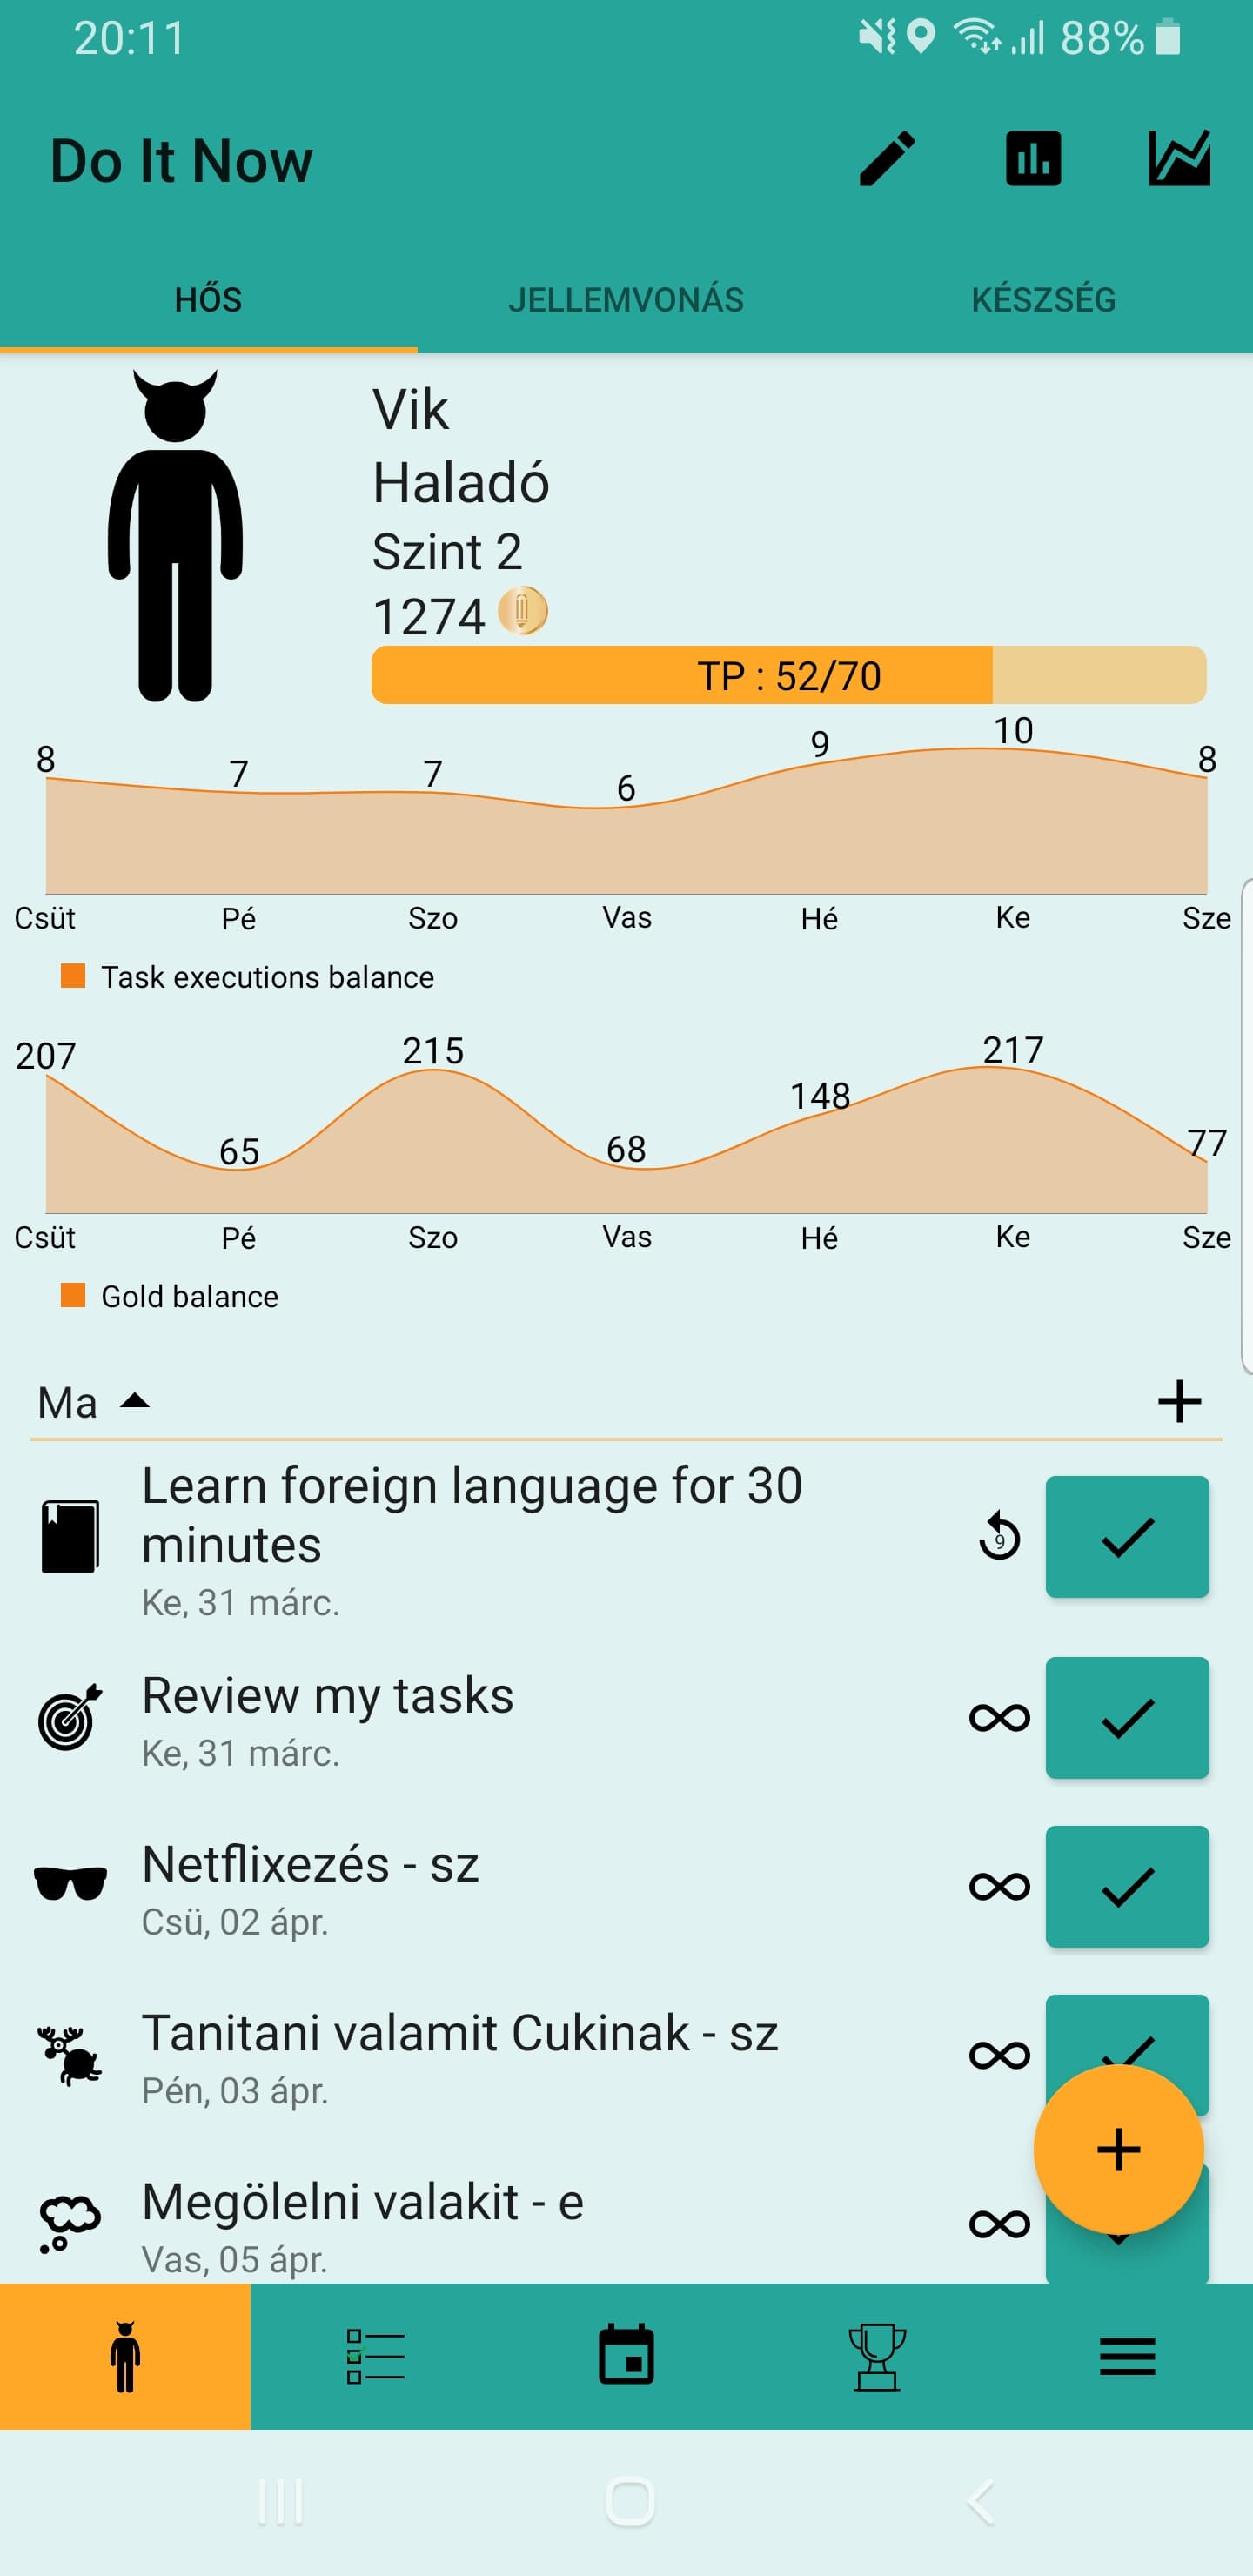 20:11
88%
Do It Now
HŐS
JELLEMVONÁS
KÉSZSÉG
Vik
Haladó
Szint 2
1274
TP : 52/70
8 7 7 6 9 10 8
Csüt Pé Szo Vas Hé Ke Sze
Task executions balance
207 65 215 68 148 217 77
Csüt Pé Szo Vas Hé Ke Sze
Gold balance
Ma
Learn foreign language for 30
minutes
9
Ke, 31 márc.
Review my tasks
Ke, 31 márc.
Netflixezés - sz
Csü, 02 ápr.
Tanitani valamit Cukinak - sz
Pén, 03 ápr.
Megölelni valakit - e
Vas, 05 ápr.